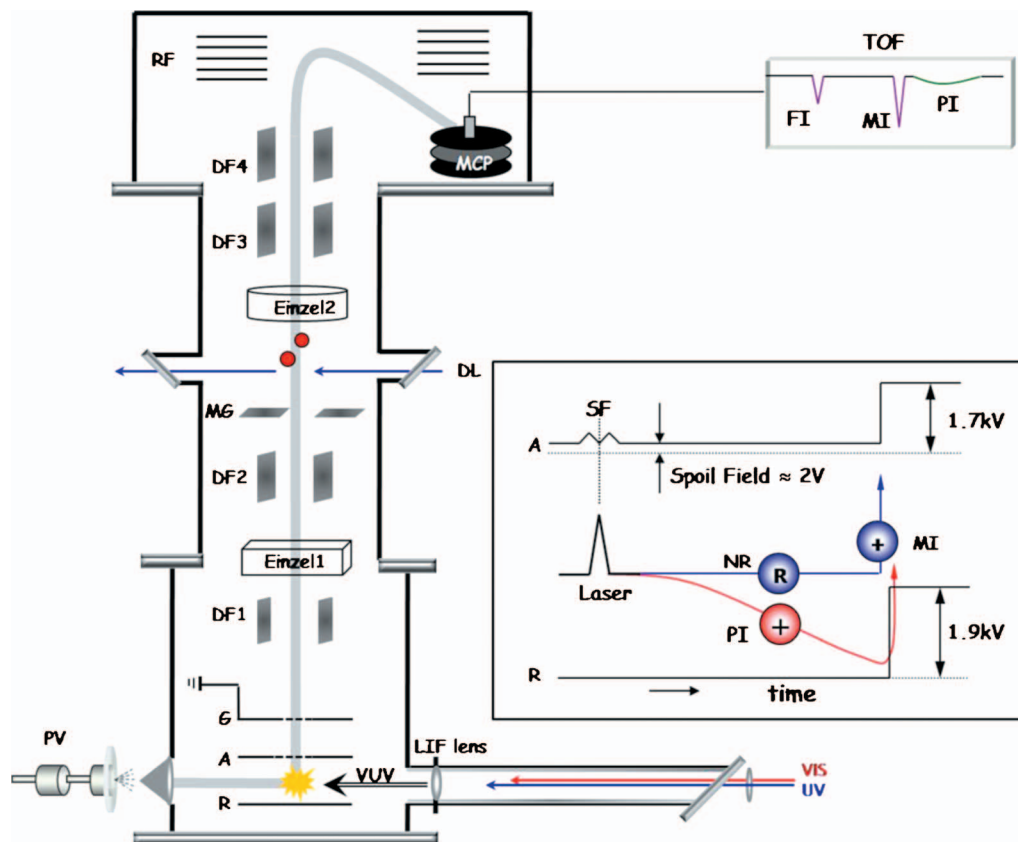 RF
TOF
FI
MI
PI
MCP
DF4
DF3
Einzel2
DL
MG
DF2
Einzel1
DF1
G
A
R
PV
VUV
LIF lens
VIS
UV
SF
A
1.7kV
Spoil Field ≈ 2V
NR
R
+
MI
Laser
PI
+
1.9kV
R
time